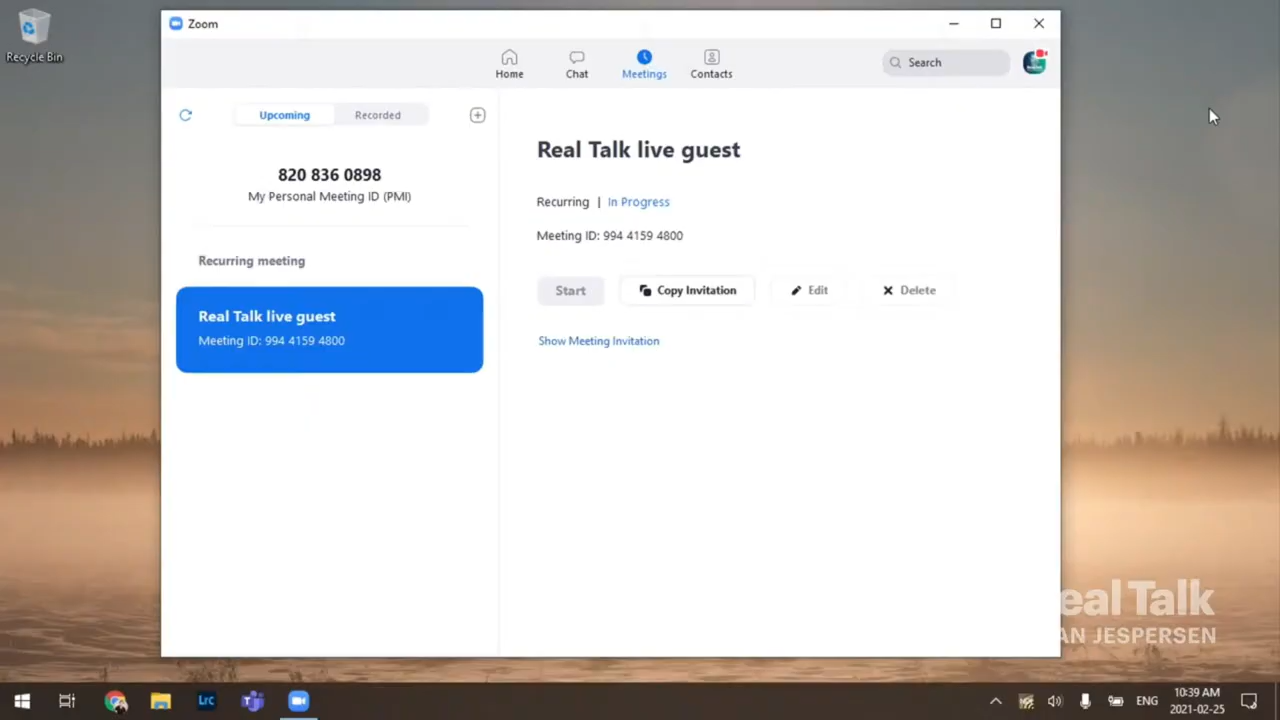 Recycle Bin
Zoom
Home
Chat
Meetings
Contacts
Search
Upcoming
Recorded
820 836 0898
My Personal Meeting ID (PMI)
Recurring meeting
Real Talk live guest
Meeting ID: 994 4159 4800
Real Talk live guest
Recurring | In Progress
Meeting ID: 994 4159 4800
Start
Copy Invitation
Edit
Delete
Show Meeting Invitation
eal Talk
AN JESPERSEN
Lrc
ENG
10:39 AM
2021-02-25